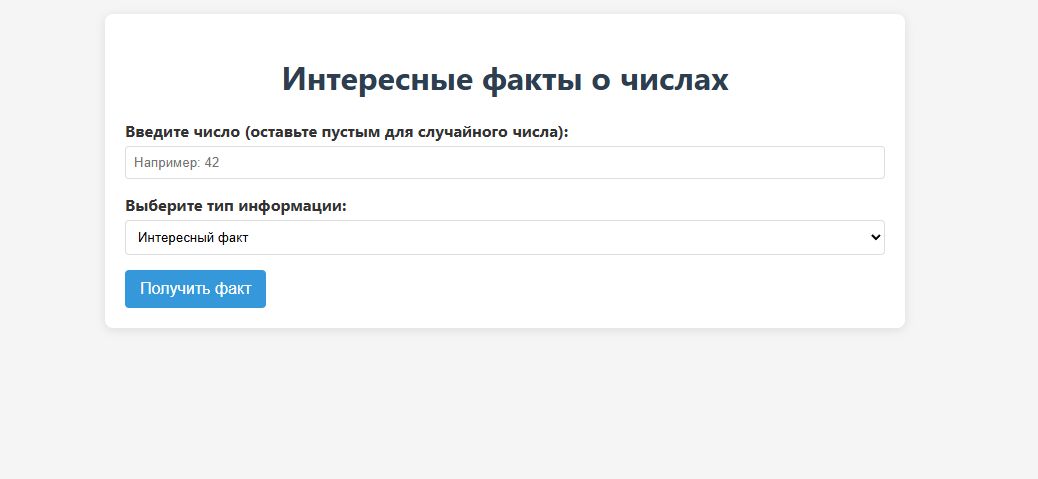 Интересные факты о числах
Введите число (оставьте пустым для случайного числа):
Например: 42
Выберите тип информации:
Интересный факт
Получить факт